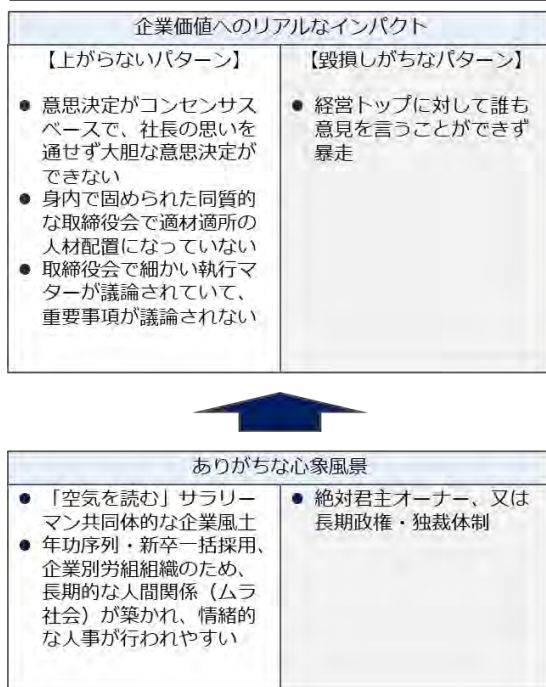 企業価値へのリアルなインパクト
【上がらないパターン】
● 意思決定がコンセンサス
ベースで、社長の思いを
通せず大胆な意思決定が
できない
● 身内で固められた同質的
な取締役会で適材適所の
人材配置になっていない
● 取締役会で細かい執行マ
ターが議論されていて、
重要事項が議論されない
【毀損しがちなパターン】
● 経営トップに対して誰も
意見を言うことができず
暴走
ありがちな心象風景
● 「空気を読む」サラリー
マン共同体的な企業風土
● 年功序列・新卒一括採用、
企業別労組組織のため、
長期的な人間関係（ムラ
社会）が築かれ、情緒的
な人事が行われやすい
● 絶対君主オーナー、又は
長期政権・独裁体制